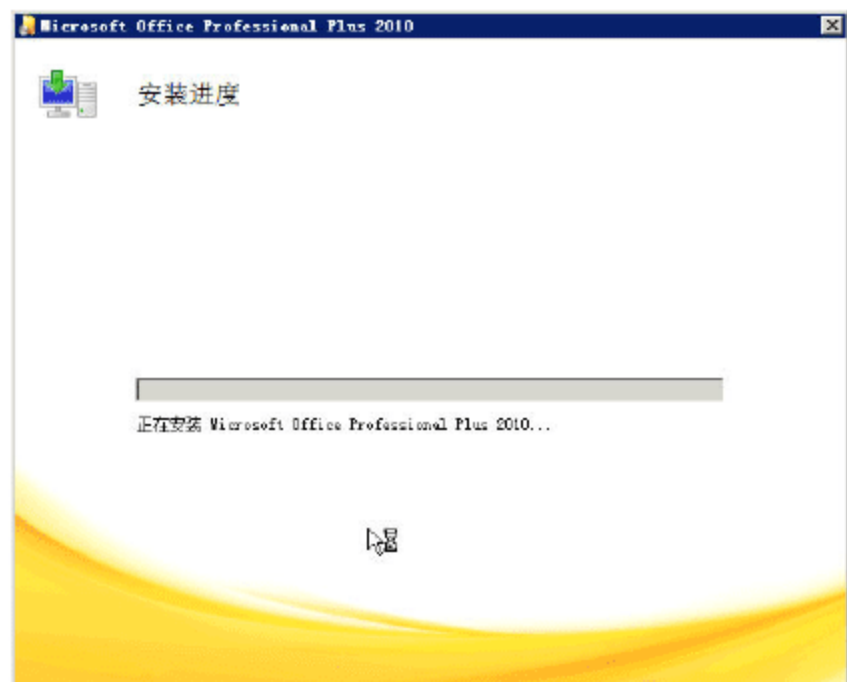 Microsoft Office Professional Plus 2010
安装进度
正在安装 Microsoft Office Professional Plus 2010...